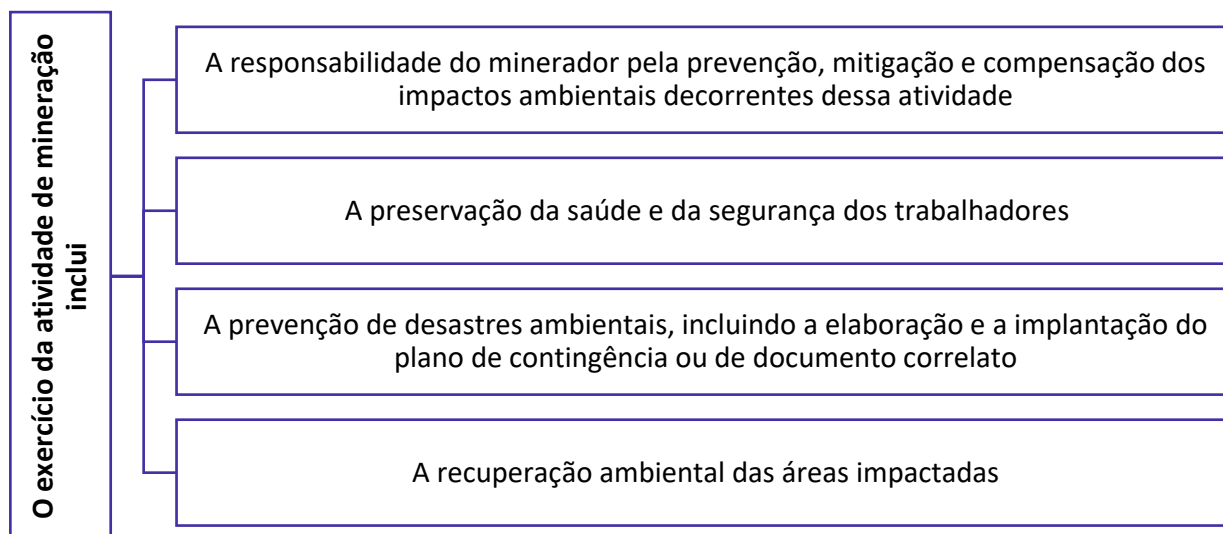 O exercício da atividade de mineração
inclui
A responsabilidade do minerador pela prevenção, mitigação e compensação dos
impactos ambientais decorrentes dessa atividade
A preservação da saúde e da segurança dos trabalhadores
A prevenção de desastres ambientais, incluindo a elaboração e a implantação do
plano de contingência ou de documento correlato
A recuperação ambiental das áreas impactadas